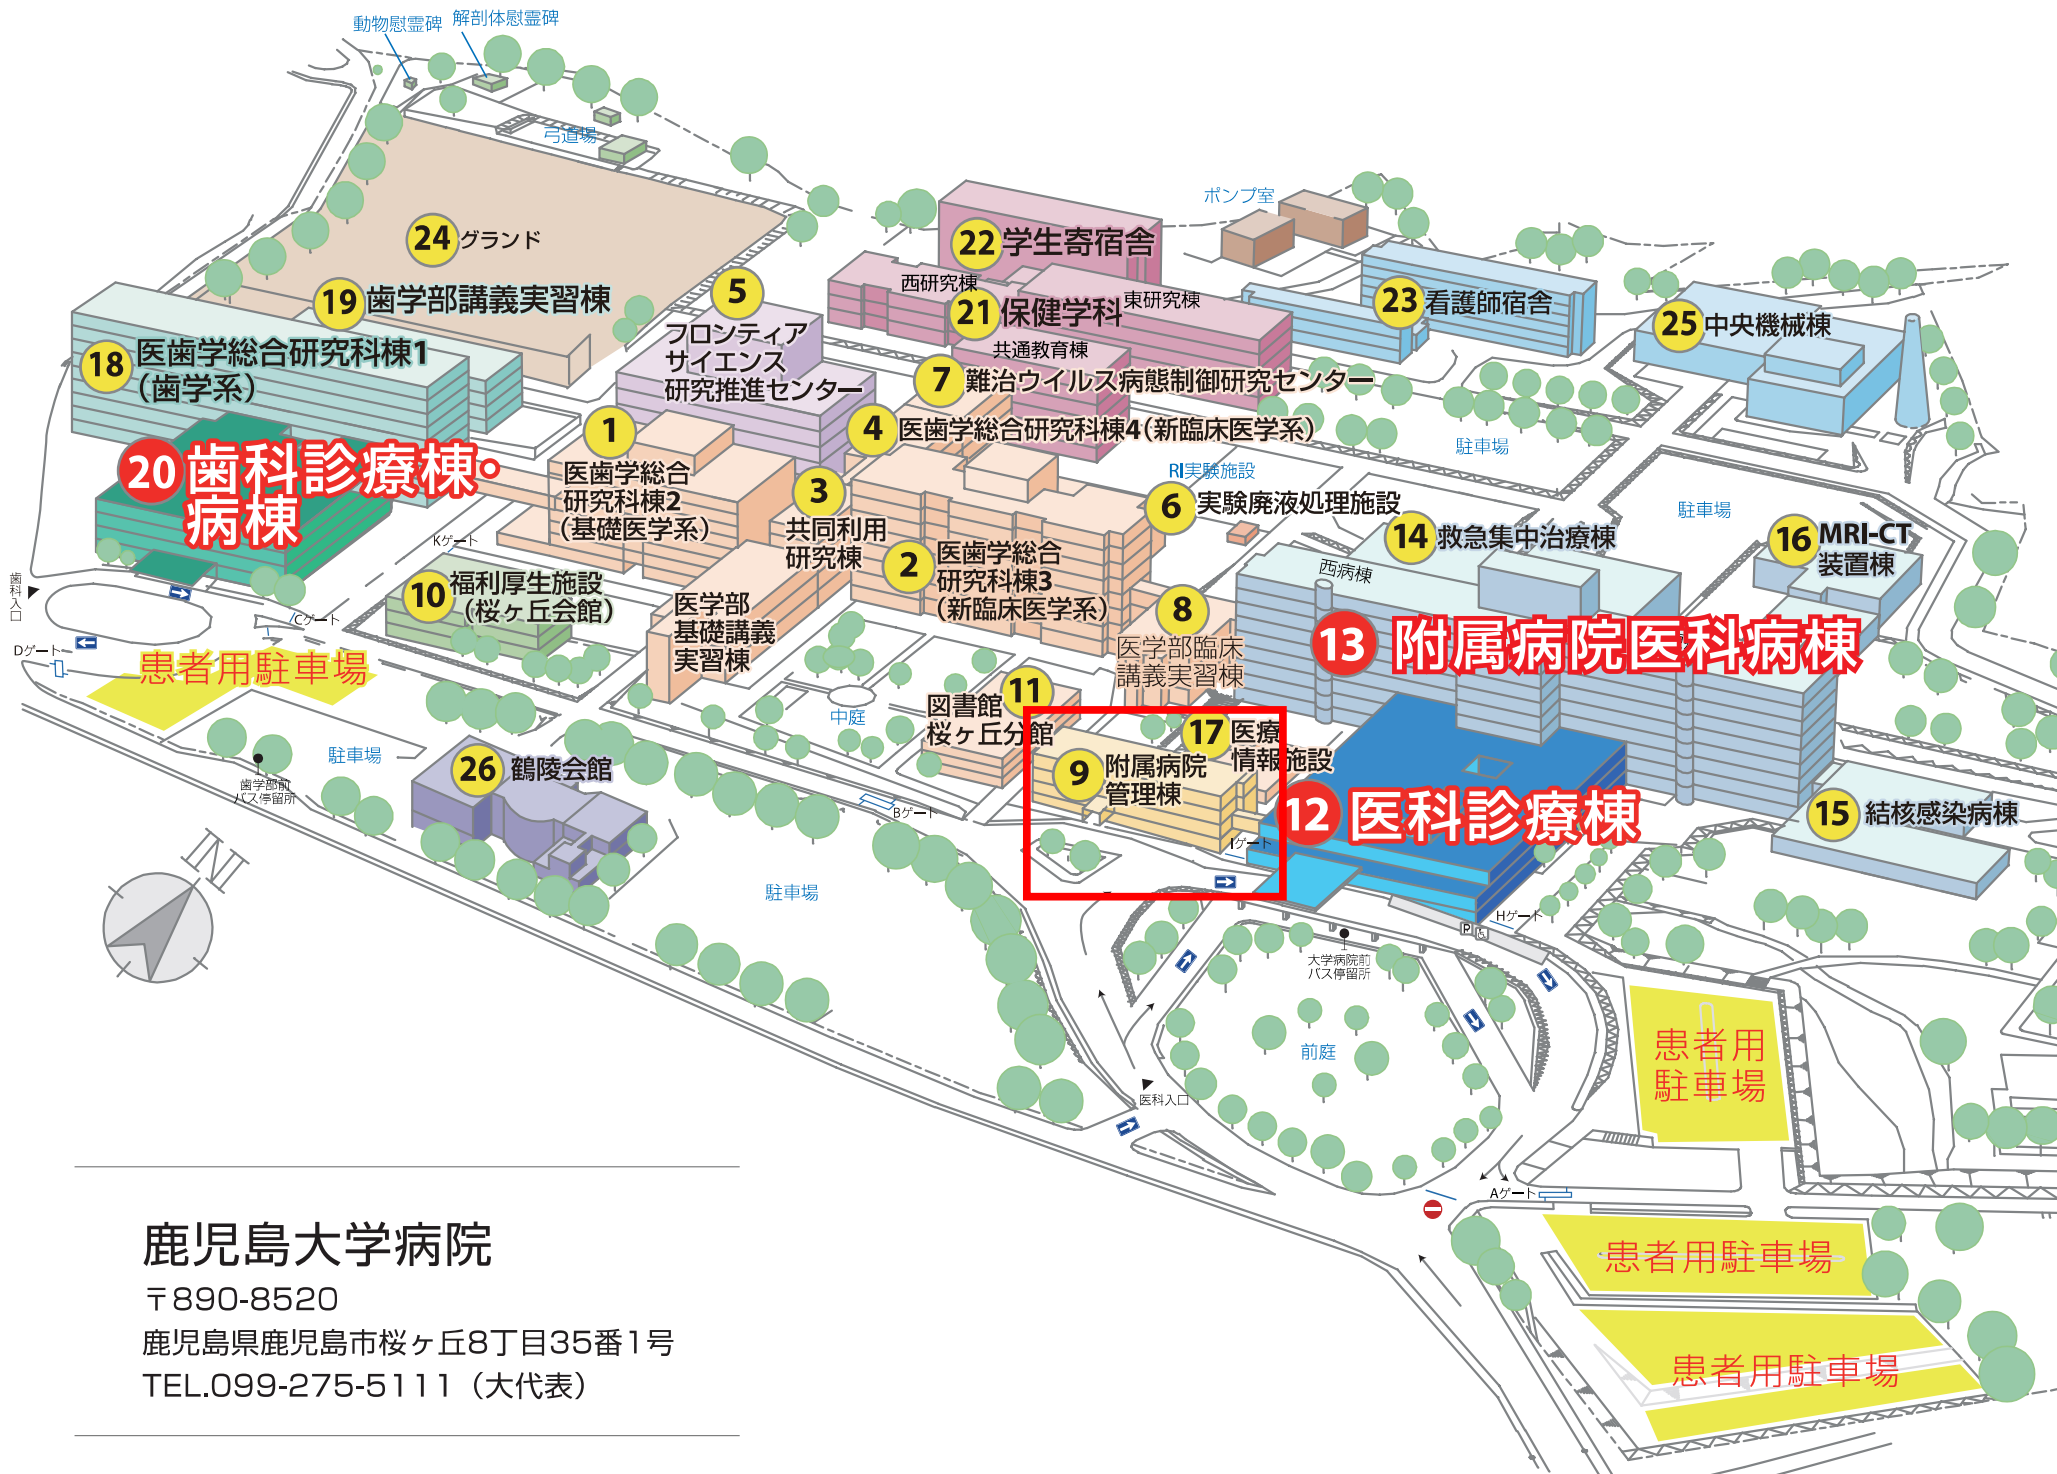 動物慰霊碑
解剖体慰霊碑
弓道場
24 グランド
19 歯学部講義実習棟
18 医歯学総合研究科棟1
（歯学系）
20 歯科診療棟・
病棟
5
フロンティア
サイエンス
研究推進センター
22 学生寄宿舎
西研究棟
21 保健学科
東研究棟
共通教育棟
ポンプ室
23 看護師宿舎
25 中央機械棟
7 難治ウイルス病態制御研究センター
4 医歯学総合研究科棟4（新臨床医学系）
1
医歯学総合
研究科棟2
（基礎医学系）
3
共同利用
研究棟
2 医歯学総合
研究科棟3
（新臨床医学系）
RI実験施設
6 実験廃液処理施設
駐車場
駐車場
14 救急集中治療棟
西病棟
16 MRI-CT
装置棟
13 附属病院医科病棟
8
医学部臨床
講義実習棟
Kゲート
10 福利厚生施設
（桜ヶ丘会館）
医学部
基礎講義
実習棟
歯科入口
Cゲート
Dゲート
患者用駐車場
中庭
11
図書館
桜ヶ丘分館
17 医療
情報施設
9 附属病院
管理棟
12 医科診療棟
15 結核感染病棟
駐車場
26 鶴陵会館
歯学部前
バス停留所
Bゲート
Iゲート
Hゲート
P
駐車場
N
大学病院前
バス停留所
前庭
医科入口
患者用
駐車場
Aゲート
患者用駐車場
患者用駐車場
鹿児島大学病院
〒890-8520
鹿児島県鹿児島市桜ヶ丘8丁目35番1号
TEL.099-275-5111（大代表）